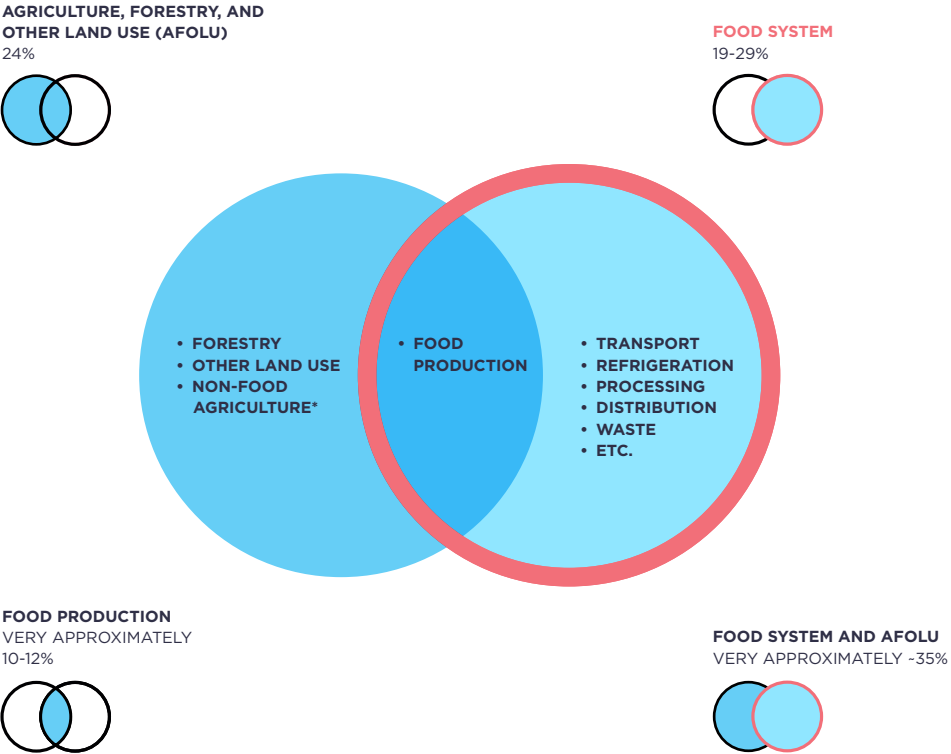 AGRICULTURE, FORESTRY, AND
OTHER LAND USE (AFOLU)
24%
FOOD SYSTEM
19-29%
• FORESTRY
• OTHER LAND USE
• NON-FOOD
AGRICULTURE*
• FOOD
PRODUCTION
• TRANSPORT
• REFRIGERATION
• PROCESSING
• DISTRIBUTION
• WASTE
• ETC.
FOOD PRODUCTION
VERY APPROXIMATELY
10-12%
FOOD SYSTEM AND AFOLU
VERY APPROXIMATELY ~35%